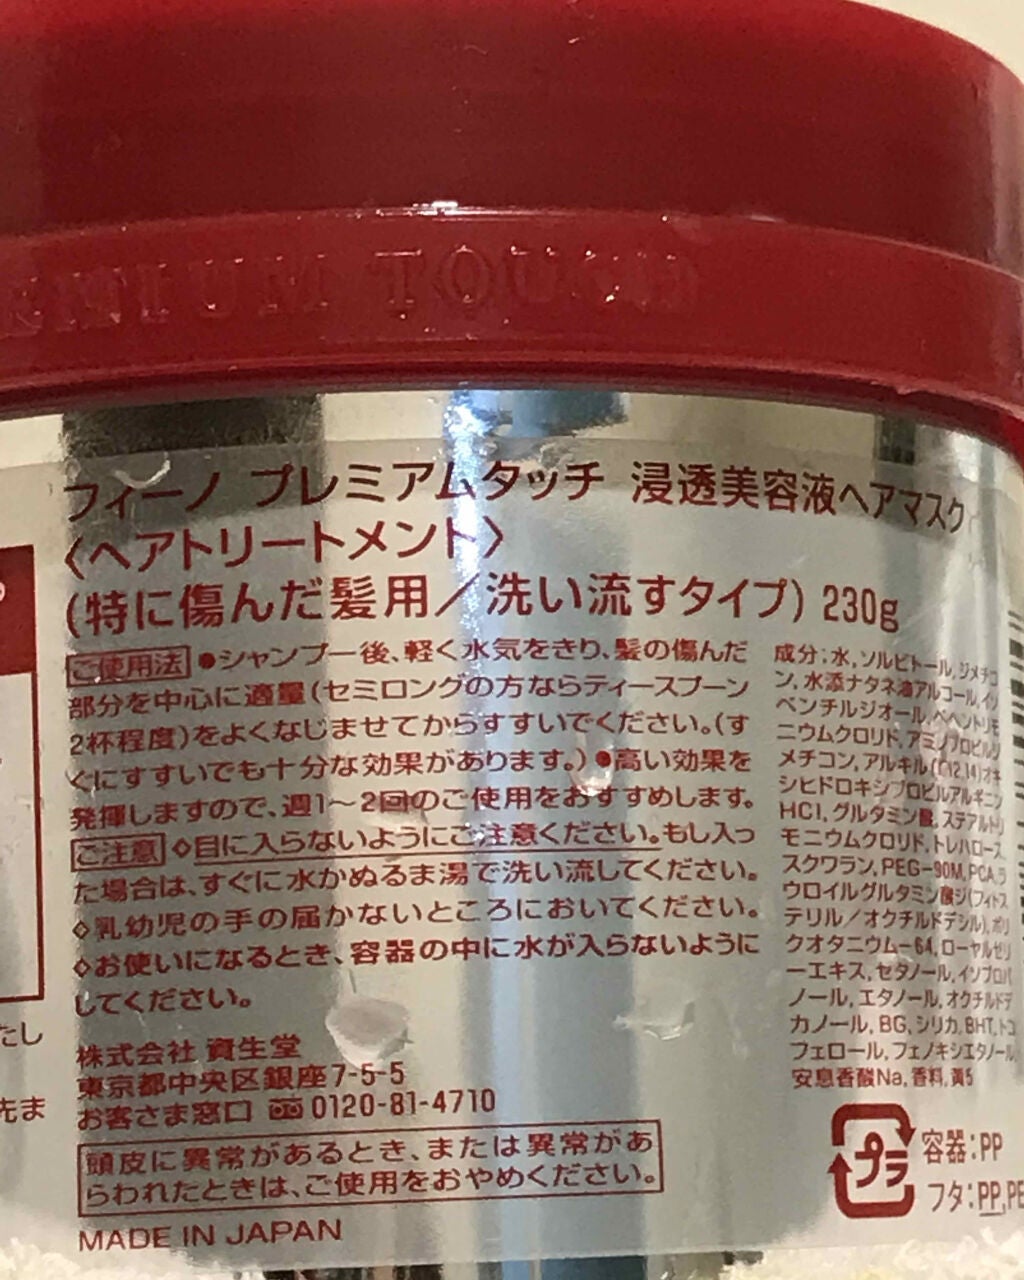 PREMIUM TOUCH
フィーノ プレミアムタッチ 浸透美容液ヘアマスク
〈ヘアトリートメント〉
(特に傷んだ髪用／洗い流すタイプ) 230g
ご使用法 ●シャンプー後、軽く水気をきり、髪の傷んだ
部分を中心に適量(セミロングの方ならティースプーン
2杯程度)をよくなじませてからすすいでください。(す
ぐにすすいでも十分な効果があります。)●高い効果を
発揮しますので、週1〜2回のご使用をおすすめします。
ご注意 ◇目に入らないようにご注意ください。もし入っ
た場合は、すぐに水かぬるま湯で洗い流してください。
◇乳幼児の手の届かないところにおいてください。
◇お使いになるとき、容器の中に水が入らないように
してください。
株式会社 資生堂
東京都中央区銀座7-5-5
お客さま窓口 0120-81-4710
頭皮に異常があるとき、または異常があ
らわれたときは、ご使用をおやめください。
MADE IN JAPAN
成分:水,ソルビトール,ジメチコ
ン,水添ナタネ油アルコール,イソ
ペンチルジオール,ベヘントリモ
ニウムクロリド,アミノプロピルジ
メチコン,アルキル(C12,14)オキ
シヒドロキシプロピルアルギニン
HCl,グルタミン酸,ステアルトリ
モニウムクロリド,トレハロース,
スクワラン,PEG-90M,PCA,ラ
ウロイルグルタミン酸ジ(フィトス
テリル／オクチルドデシル),ポリ
クオタニウム-64,ローヤルゼリ
ーエキス,セタノール,イソプロパ
ノール,エタノール,オクチルドデ
カノール,BG,シリカ,BHT,トコ
フェロール,フェノキシエタノール,
安息香酸Na,香料,黄5
プラ
容器:PP
フタ:PP,PE
たし
先ま